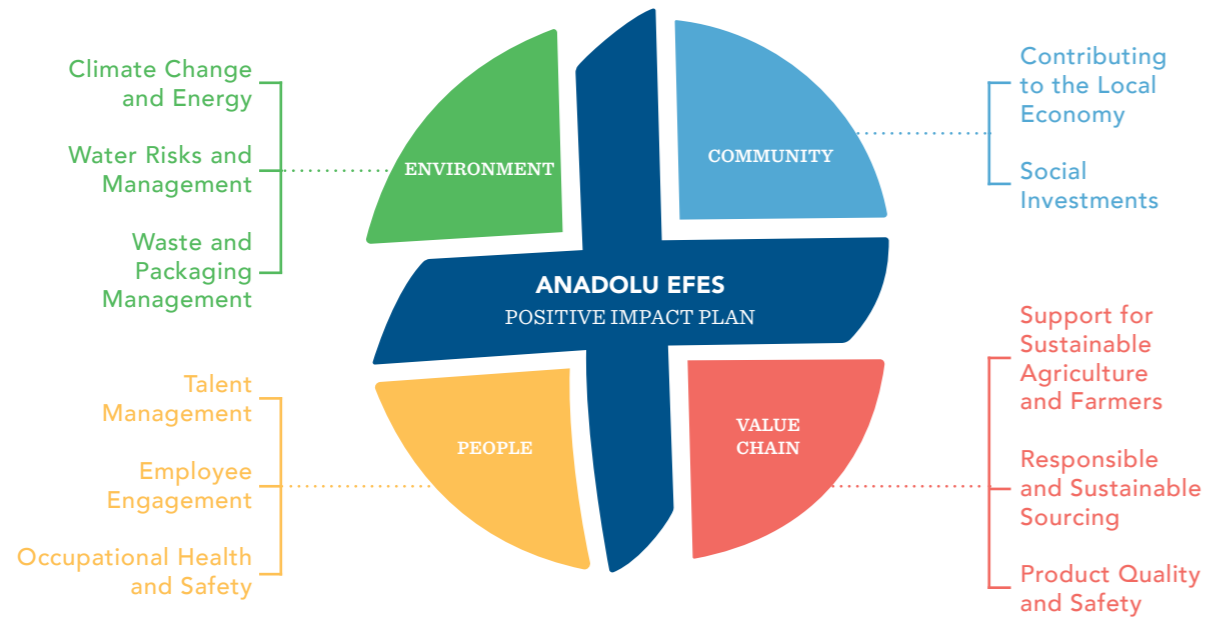 Climate Change
and Energy
Water Risks and
Management
Waste and
Packaging
Management
ENVIRONMENT
COMMUNITY
Contributing
to the Local
Economy
Social
Investments
ANADOLU EFES
POSITIVE IMPACT PLAN
Talent
Management
Employee
Engagement
Occupational Health
and Safety
PEOPLE
VALUE
CHAIN
Support for
Sustainable
Agriculture
and Farmers
Responsible
and Sustainable
Sourcing
Product Quality
and Safety